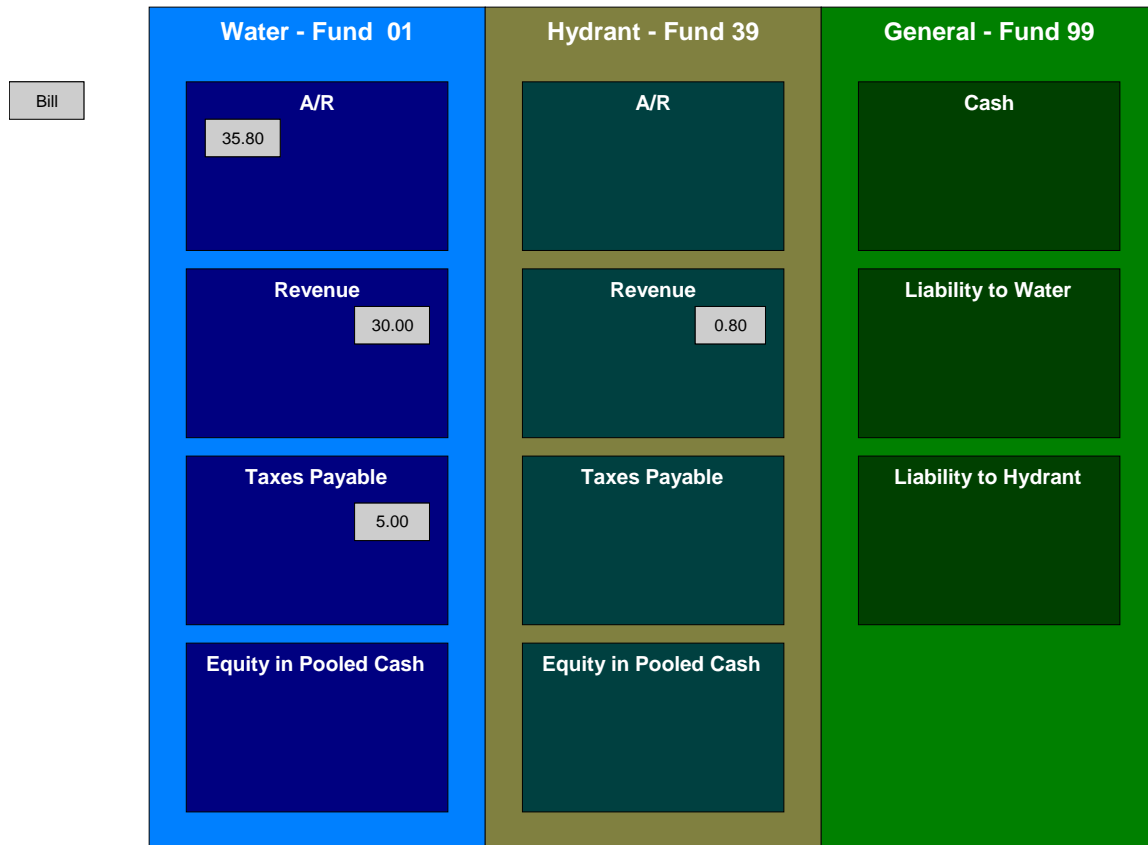 Water - Fund  01
Hydrant - Fund 39
General - Fund 99
Bill
A/R
35.80
A/R
Cash
Revenue
30.00
Revenue
0.80
Liability to Water
Taxes Payable
5.00
Taxes Payable
Liability to Hydrant
Equity in Pooled Cash
Equity in Pooled Cash